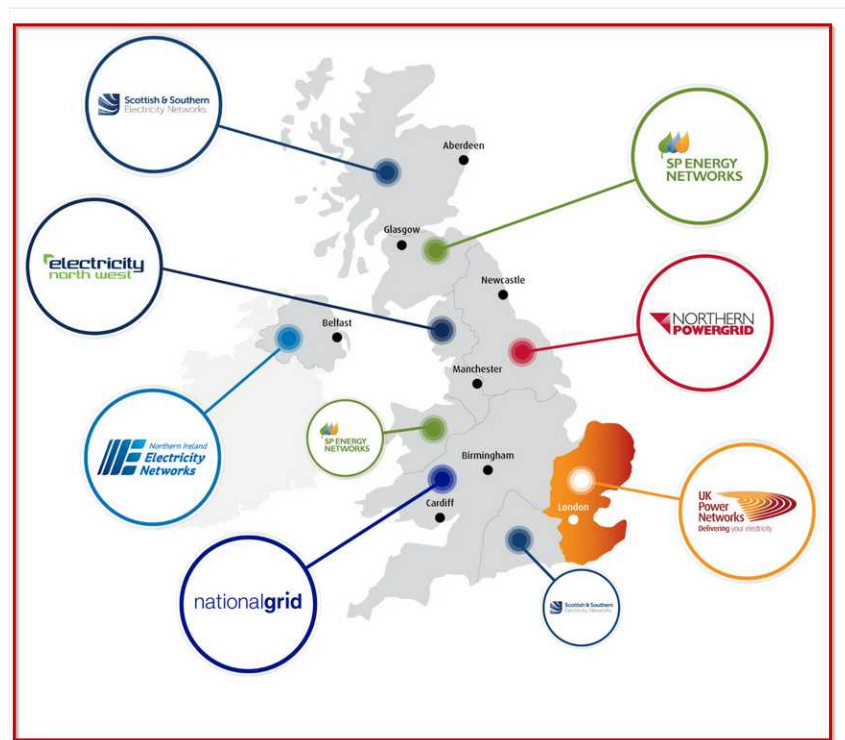 Scottish & Southern
Electricity Networks
Aberdeen
SP ENERGY
NETWORKS
Glasgow
electricity
north west
Newcastle
Belfast
NORTHERN
POWERGRID
Manchester
Northern Ireland
Electricity
Networks
SP ENERGY
NETWORKS
Birmingham
UK
Power
Networks
Delivering your electricity
Cardiff
London
nationalgrid
Scottish & Southern
Electricity Networks